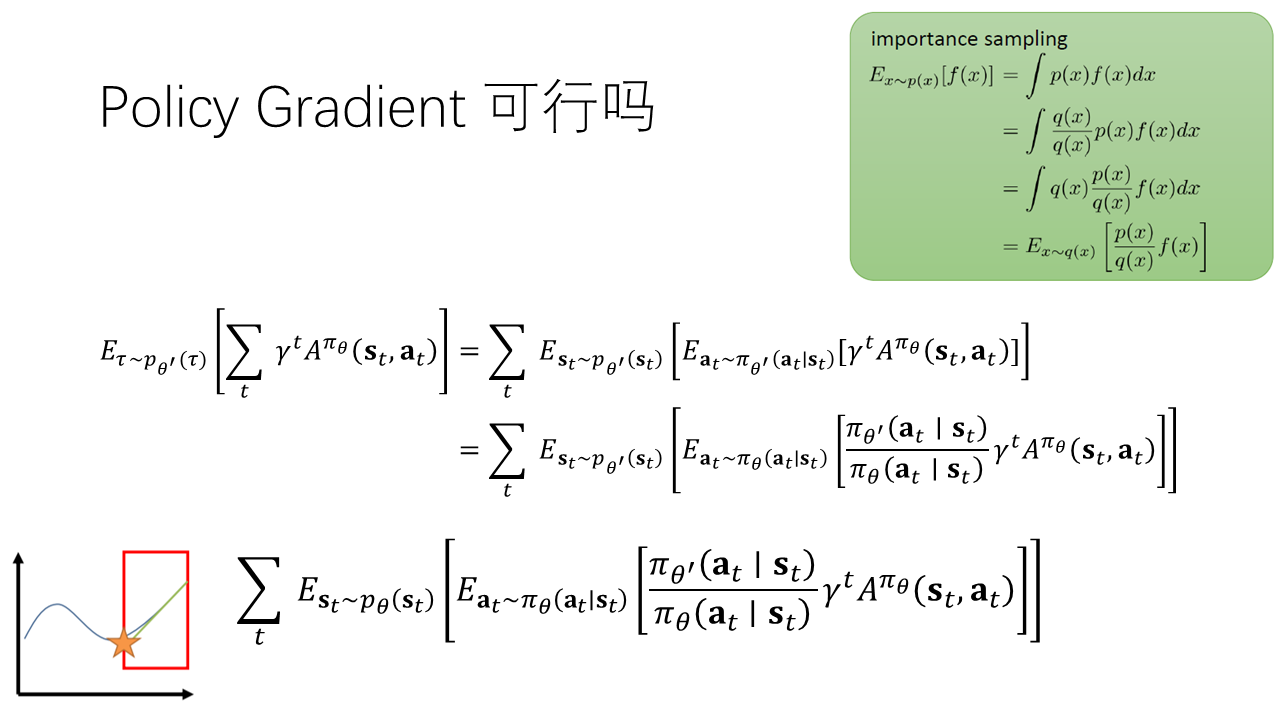 Policy Gradient 可行吗
importance sampling
$E_{x\sim p(x)}[f(x)] = \int p(x)f(x)dx$
$= \int \frac{q(x)}{q(x)}p(x)f(x)dx$
$= \int q(x)\frac{p(x)}{q(x)}f(x)dx$
$= E_{x\sim q(x)}\left[\frac{p(x)}{q(x)}f(x)\right]$
$E_{\tau\sim p_{\theta'}(\tau)}\left[\sum_t \gamma^t A^{\pi_\theta}(\mathbf{s}_t, \mathbf{a}_t)\right] = \sum_t E_{\mathbf{s}_t\sim p_{\theta'}(\mathbf{s}_t)}\left[E_{\mathbf{a}_t\sim \pi_{\theta'}(\mathbf{a}_t|\mathbf{s}_t)}[\gamma^t A^{\pi_\theta}(\mathbf{s}_t, \mathbf{a}_t)]\right]$
$= \sum_t E_{\mathbf{s}_t\sim p_{\theta'}(\mathbf{s}_t)}\left[E_{\mathbf{a}_t\sim \pi_\theta(\mathbf{a}_t|\mathbf{s}_t)}\left[\frac{\pi_{\theta'}(\mathbf{a}_t \mid \mathbf{s}_t)}{\pi_\theta(\mathbf{a}_t \mid \mathbf{s}_t)}\gamma^t A^{\pi_\theta}(\mathbf{s}_t, \mathbf{a}_t)\right]\right]$
$\sum_t E_{\mathbf{s}_t\sim p_\theta(\mathbf{s}_t)}\left[E_{\mathbf{a}_t\sim \pi_\theta(\mathbf{a}_t|\mathbf{s}_t)}\left[\frac{\pi_{\theta'}(\mathbf{a}_t \mid \mathbf{s}_t)}{\pi_\theta(\mathbf{a}_t \mid \mathbf{s}_t)}\gamma^t A^{\pi_\theta}(\mathbf{s}_t, \mathbf{a}_t)\right]\right]$